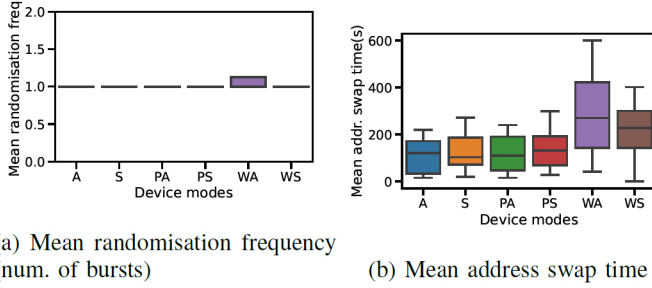 Mean randomisation freq
2.0
1.5
1.0
0.5
0.0
A S PA PS WA WS
Device modes
(a) Mean randomisation frequency
(num. of bursts)
Mean addr. swap time(s)
600
400
200
0
A S PA PS WA WS
Device modes
(b) Mean address swap time